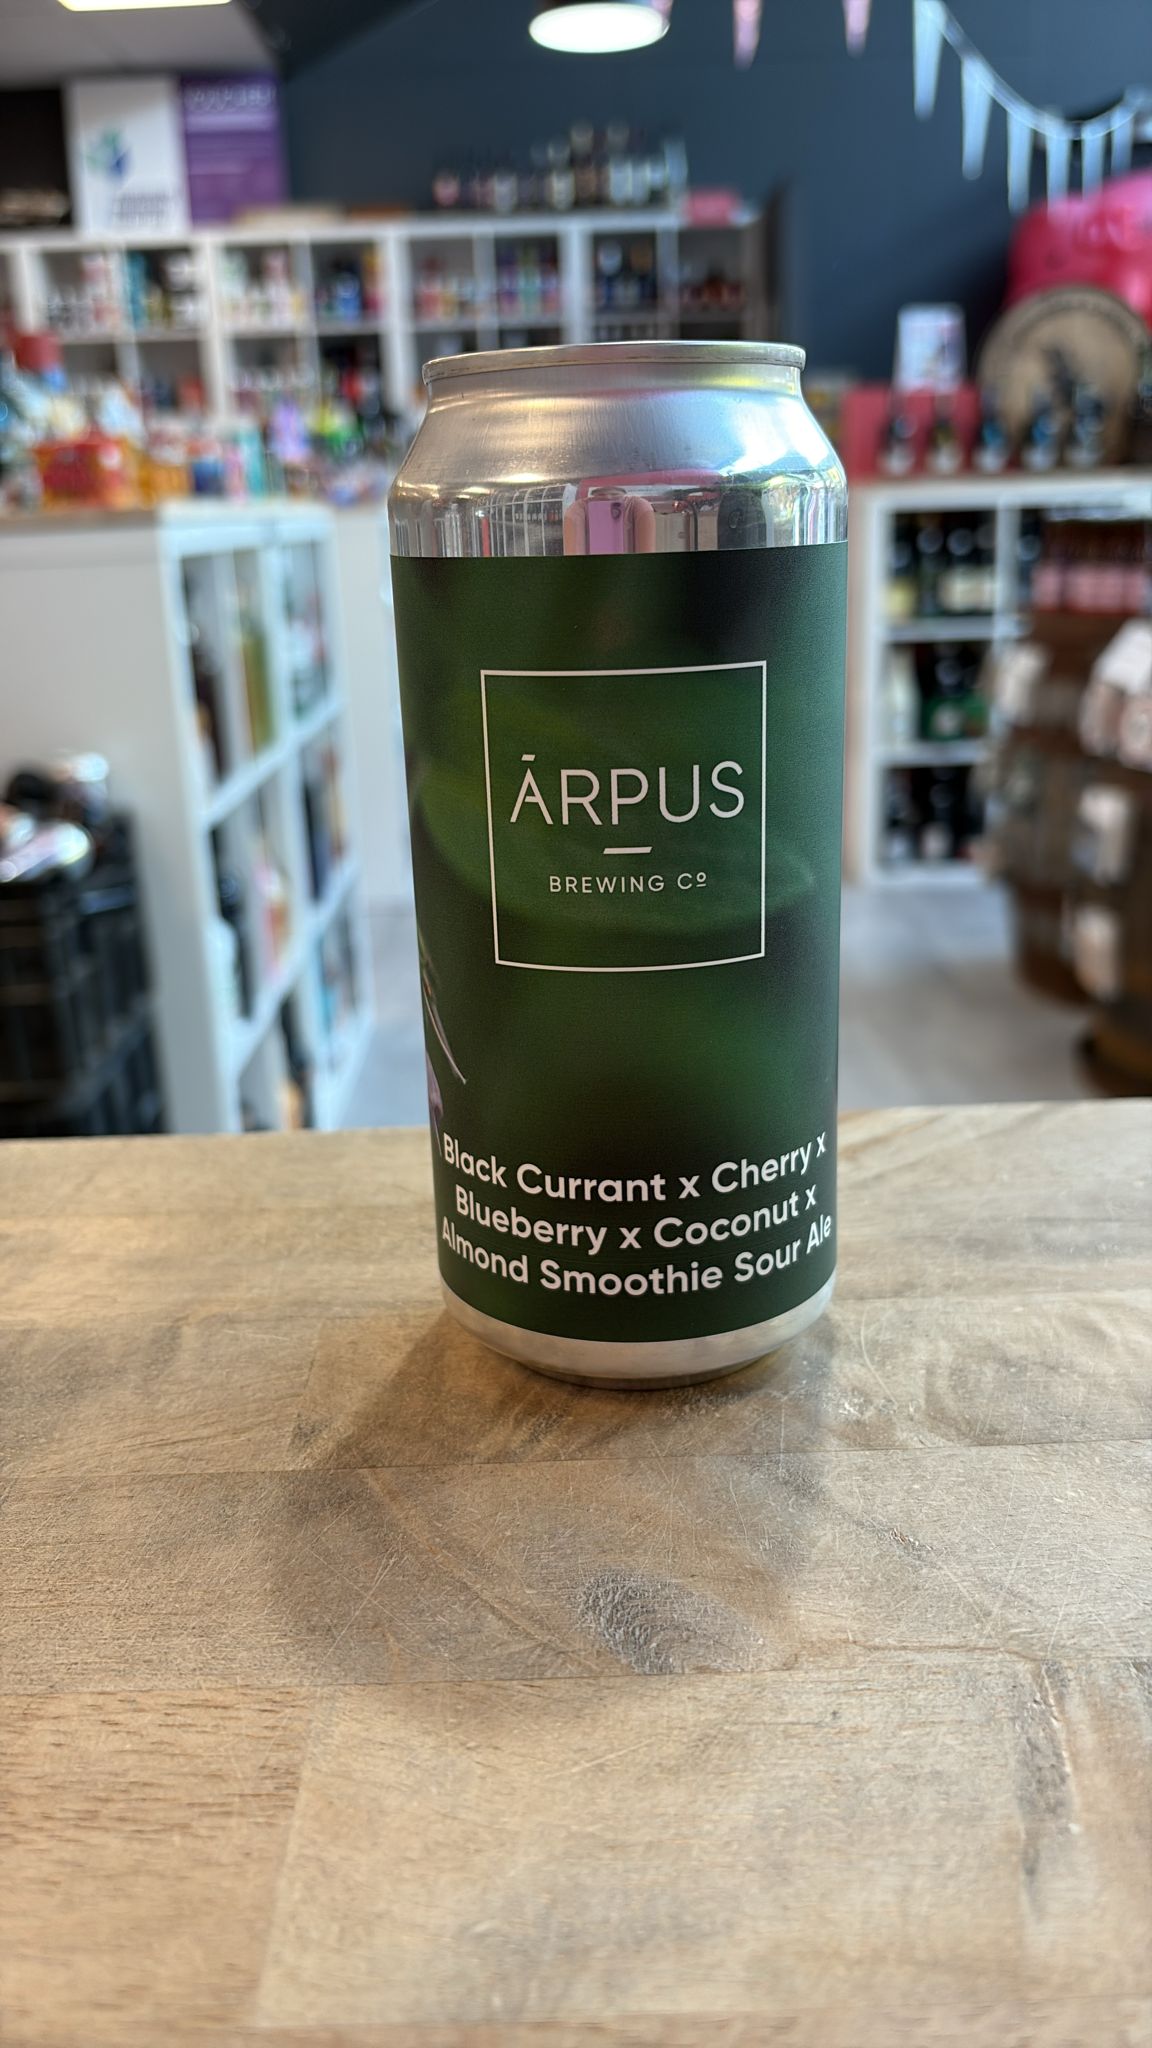 ĀRPUS
BREWING Cº
Black Currant x Cherry x
Blueberry x Coconut x
Almond Smoothie Sour Ale